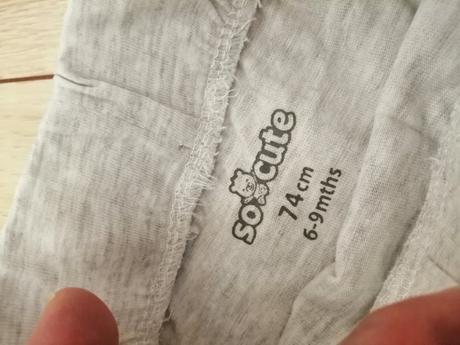 so cute
74 cm
6-9mths